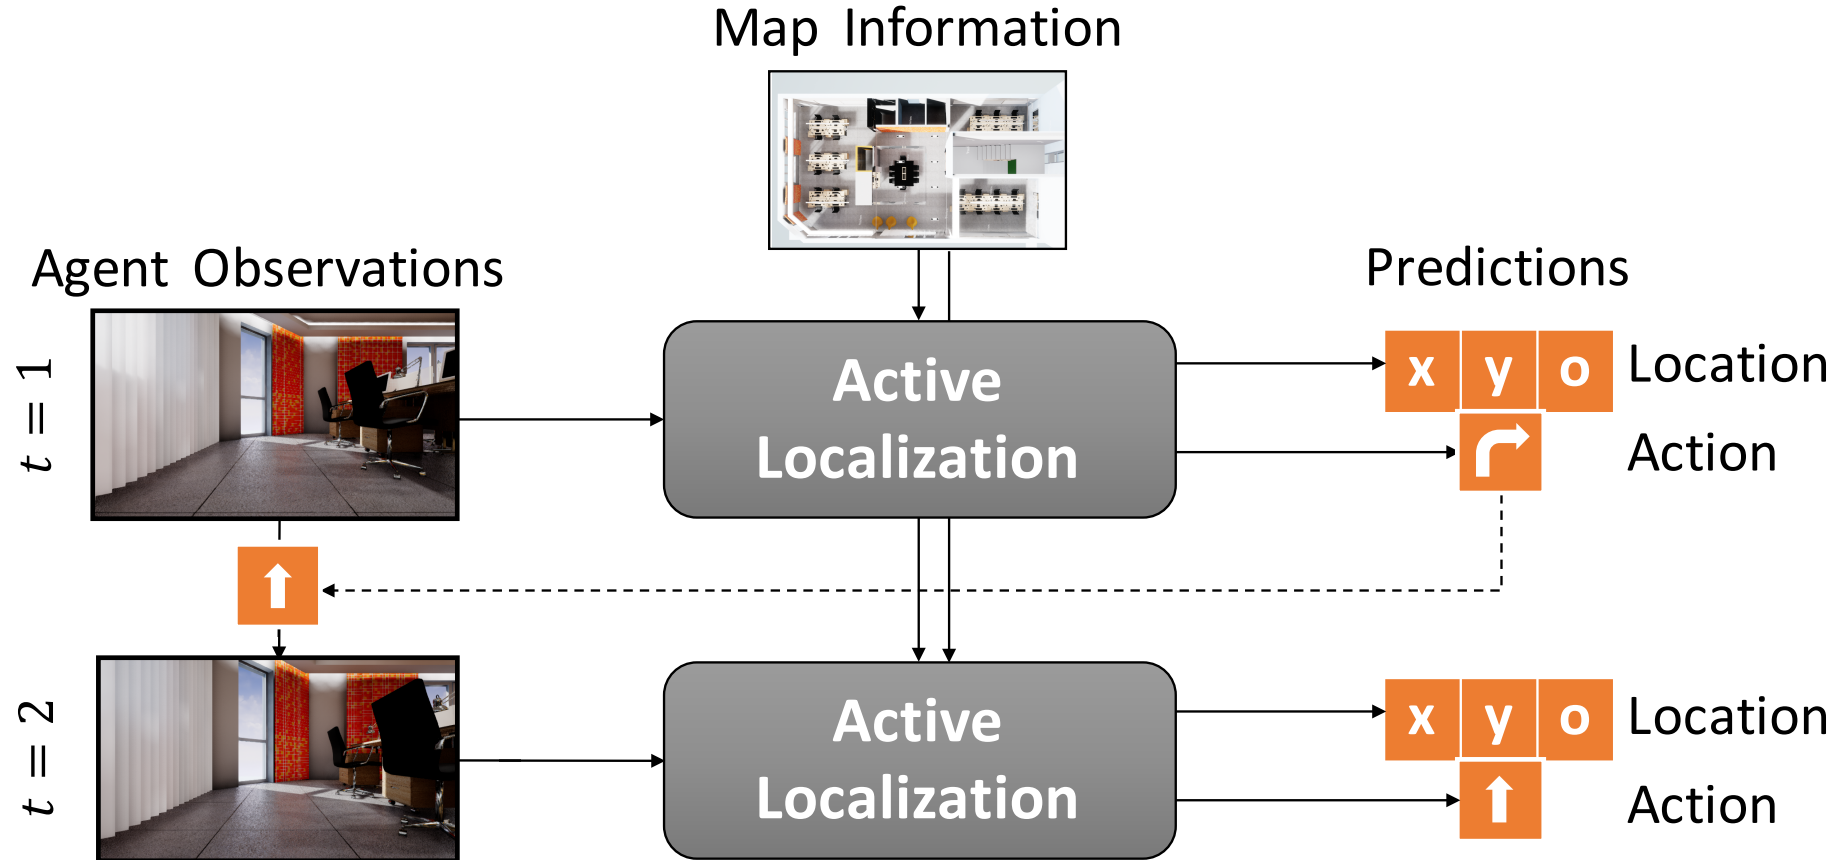 Map Information
Agent Observations
Predictions
t = 1
Active
Localization
x y o
Location
Action
t = 2
Active
Localization
x y o
Location
Action